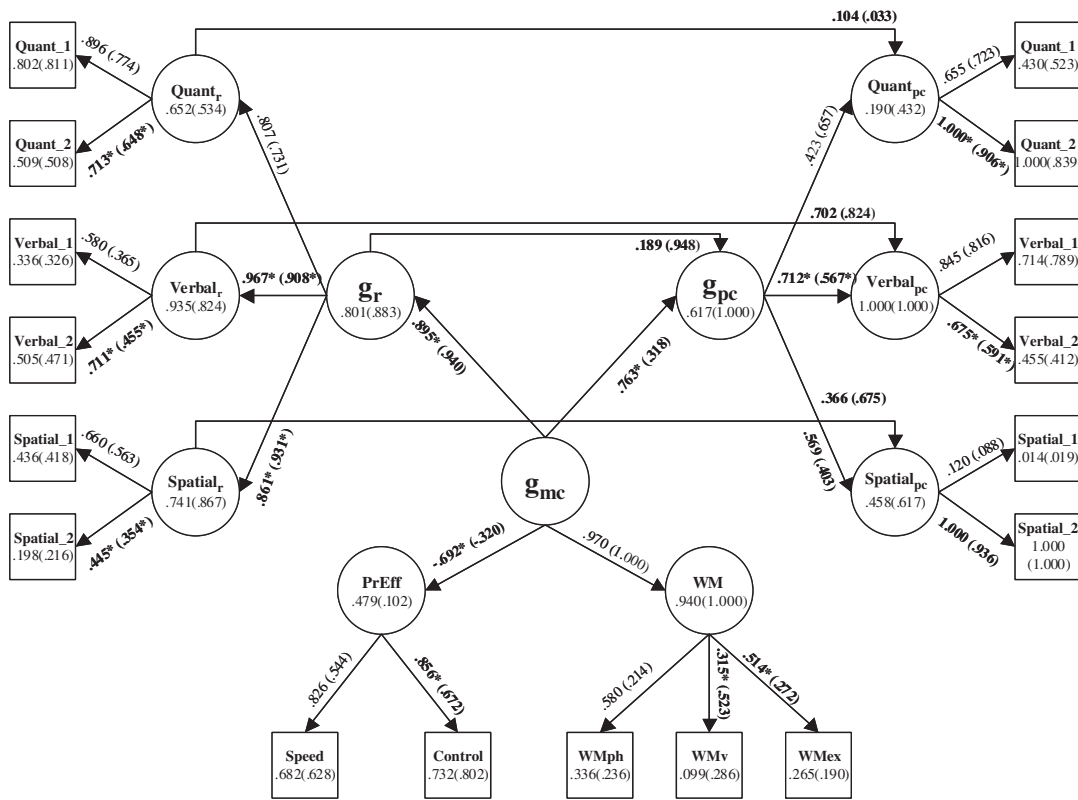 .104 (.033)
Quant_1
.802(.811)
.896 (.774)
Quant_1
.430(.523)
.655 (.723)
Quant_r
.652(.534)
Quant_pc
.190(.432)
Quant_2
.509(.508)
.713* (.648*)
.807 (.731)
.423 (.657)
1.000* (.906*)
Quant_2
1.000(.839
.702 (.824)
Verbal_1
.336(.326)
.580 (.365)
.189 (.948)
.845 (.816)
Verbal_1
.714(.789)
Verbal_r
.935(.824)
.967* (.908*)
g_r
.801(.883)
g_pc
.617(1.000)
.712* (.567*)
Verbal_pc
1.000(1.000)
Verbal_2
.505(.471)
.711* (.455*)
.895* (.940)
.763* (.318)
.675* (.591*)
Verbal_2
.455(.412)
.366 (.675)
Spatial_1
.436(.418)
.660 (.563)
.861* (.931*)
.569 (.403)
.120 (.088)
Spatial_1
.014(.019)
Spatial_r
.741(.867)
g_mc
Spatial_pc
.458(.617)
Spatial_2
.198(.216)
.445* (.354*)
1.000 (.936)
Spatial_2
1.000
(1.000)
-.692* (-.320)
.970 (1.000)
PrEff
.479(.102)
WM
.940(1.000)
.826 (.544)
.856* (.672)
.580 (.214)
.315* (.523)
.514* (.272)
Speed
.682(.628)
Control
.732(.802)
WMph
.336(.236)
WMv
.099(.286)
WMex
.265(.190)